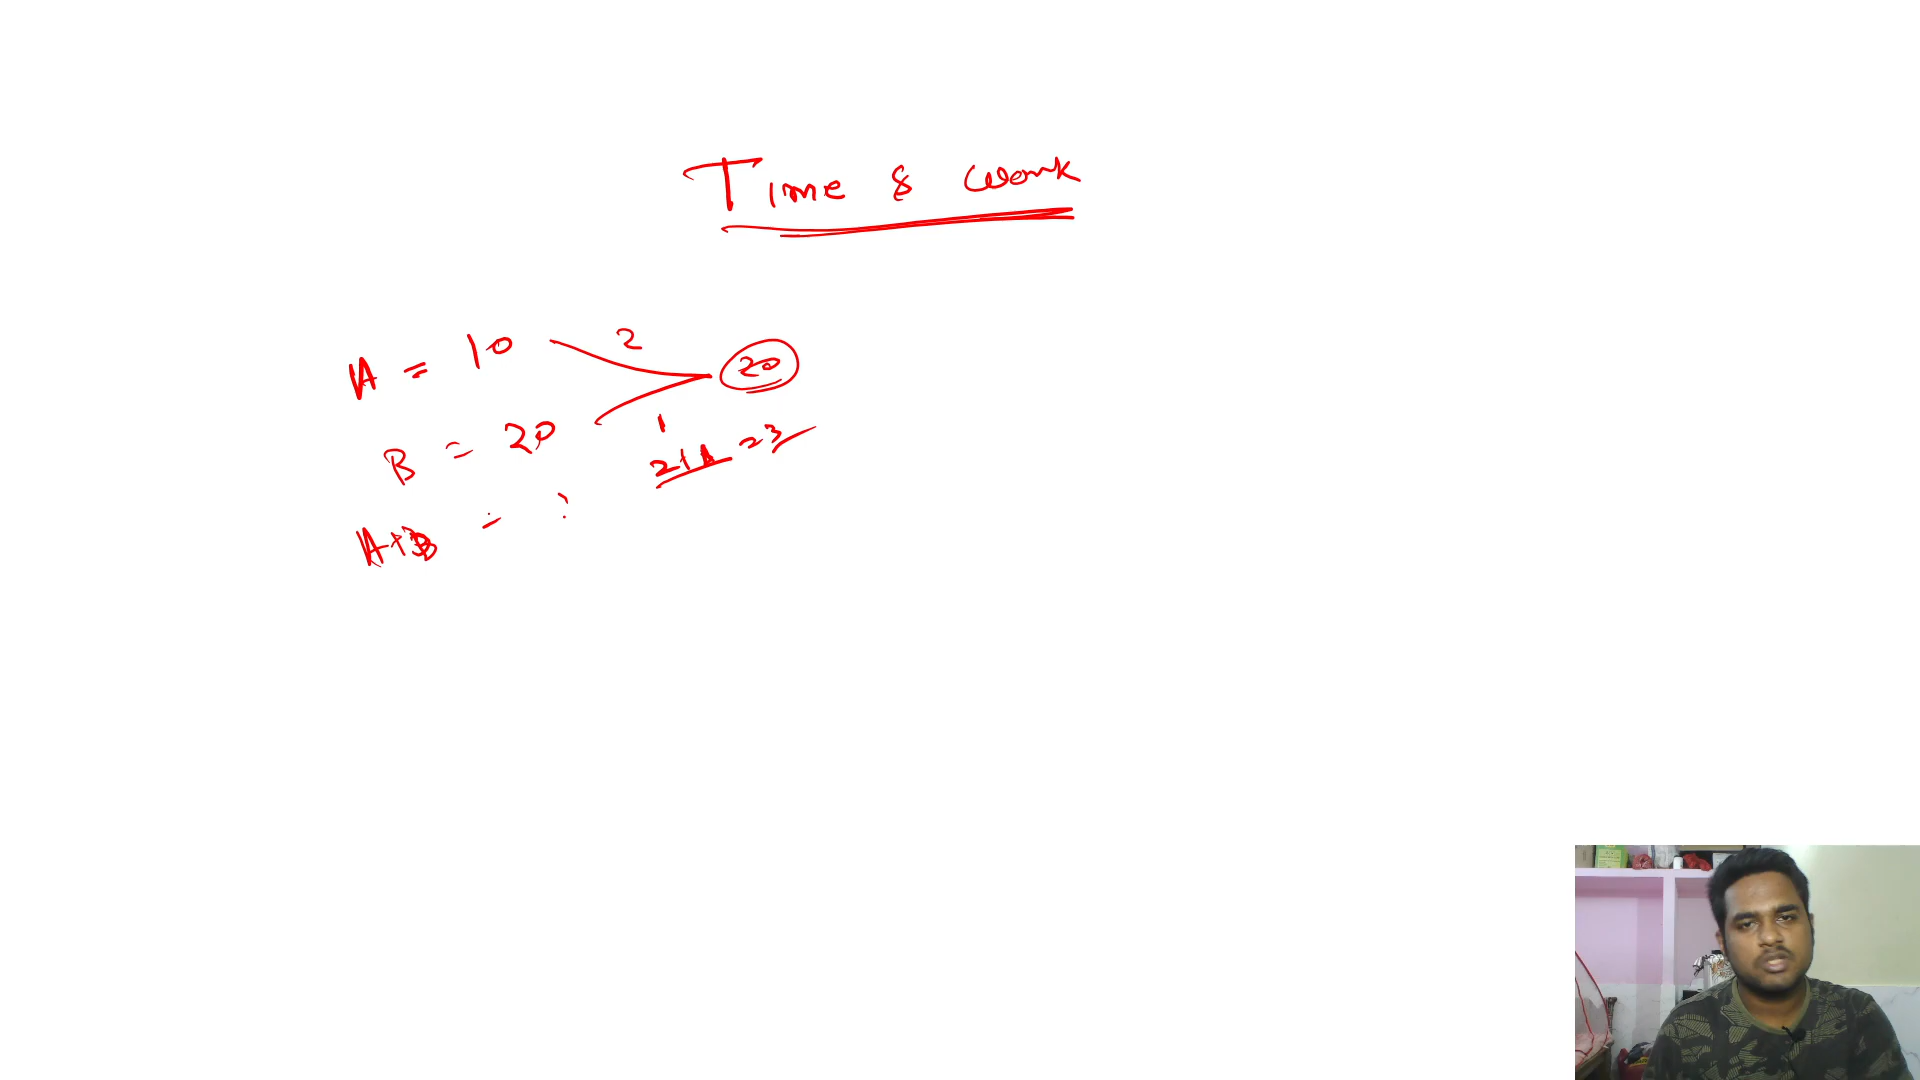 Time & Work
A = 10 2 20
B = 20 1
2+1 = 3
A+B = ?